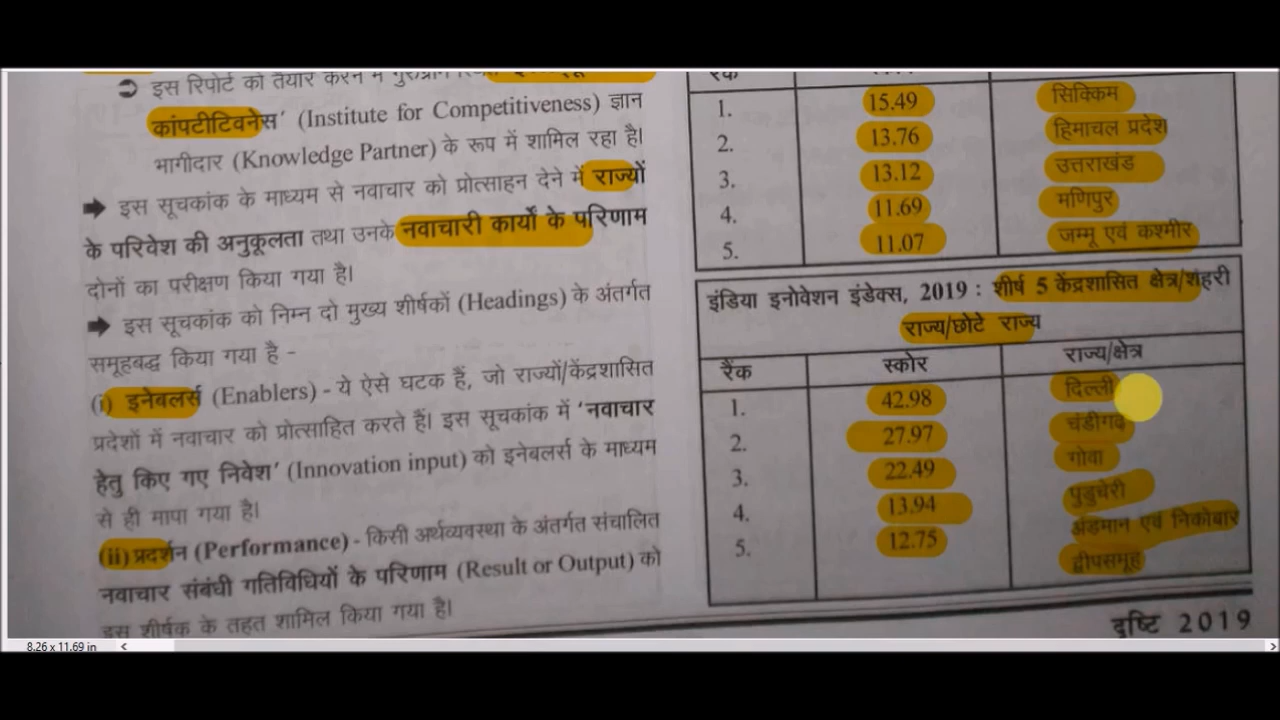 ➲ इस रिपोर्ट को तैयार करने में गुरुग्राम स्थित
कांपटीटिवनेस' (Institute for Competitiveness) ज्ञान
भागीदार (Knowledge Partner) के रूप में शामिल रहा है।
➡ इस सूचकांक के माध्यम से नवाचार को प्रोत्साहन देने में राज्यों
के परिवेश की अनुकूलता तथा उनके नवाचारी कार्यों के परिणाम
दोनों का परीक्षण किया गया है।
➡ इस सूचकांक को निम्न दो मुख्य शीर्षकों (Headings) के अंतर्गत
समूहबद्ध किया गया है -
(i) इनेबलर्स (Enablers) - ये ऐसे घटक हैं, जो राज्यों/केंद्रशासित
प्रदेशों में नवाचार को प्रोत्साहित करते हैं। इस सूचकांक में 'नवाचार
हेतु किए गए निवेश' (Innovation input) को इनेबलर्स के माध्यम
से ही मापा गया है।
(ii) प्रदर्शन (Performance) - किसी अर्थव्यवस्था के अंतर्गत संचालित
नवाचार संबंधी गतिविधियों के परिणाम (Result or Output) को
इस शीर्षक के तहत शामिल किया गया है।
रैंक
1. 15.49 सिक्किम
2. 13.76 हिमाचल प्रदेश
3. 13.12 उत्तराखंड
4. 11.69 मणिपुर
5. 11.07 जम्मू एवं कश्मीर
इंडिया इनोवेशन इंडेक्स, 2019 : शीर्ष 5 केंद्रशासित क्षेत्र/शहरी
राज्य/छोटे राज्य
रैंक स्कोर राज्य/क्षेत्र
1. 42.98 दिल्ली
2. 27.97 चंडीगढ़
3. 22.49 गोवा
4. 13.94 पुडुचेरी
5. 12.75 अंडमान एवं निकोबार
द्वीपसमूह
दृष्टि 2019
8.26 x 11.69 in